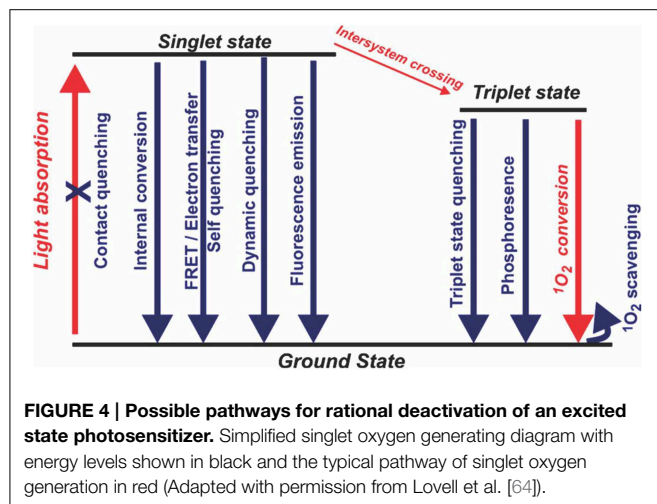 Singlet state
Intersystem crossing
Triplet state
Light absorption
X
Contact quenching
Internal conversion
FRET / Electron transfer
Self quenching
Dynamic quenching
Fluorescence emission
Triplet state quenching
Phosphoresence
¹O₂ conversion
¹O₂ scavenging
Ground State
FIGURE 4 | Possible pathways for rational deactivation of an excited
state photosensitizer. Simplified singlet oxygen generating diagram with
energy levels shown in black and the typical pathway of singlet oxygen
generation in red (Adapted with permission from Lovell et al. [64]).